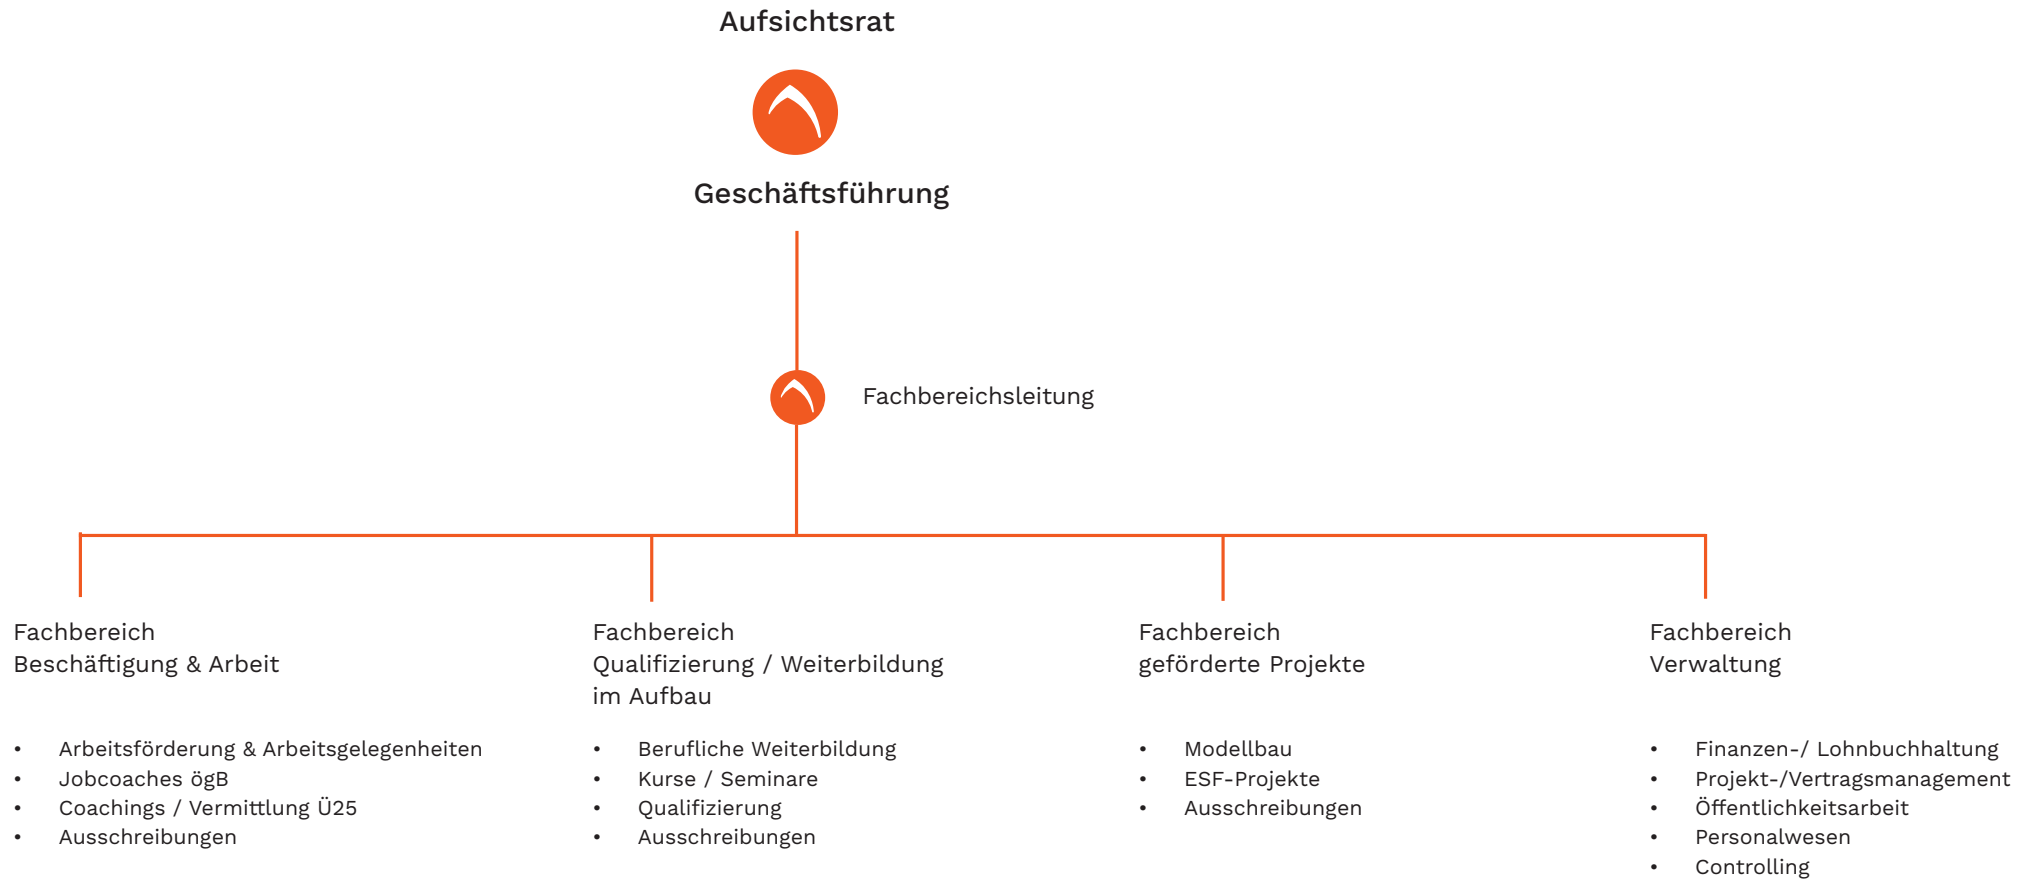 Aufsichtsrat
Geschäftsführung
Fachbereichsleitung
Fachbereich
Beschäftigung & Arbeit
• Arbeitsförderung & Arbeitsgelegenheiten
• Jobcoaches ögB
• Coachings / Vermittlung Ü25
• Ausschreibungen
Fachbereich
Qualifizierung / Weiterbildung
im Aufbau
• Berufliche Weiterbildung
• Kurse / Seminare
• Qualifizierung
• Ausschreibungen
Fachbereich
geförderte Projekte
• Modellbau
• ESF-Projekte
• Ausschreibungen
Fachbereich
Verwaltung
• Finanzen-/ Lohnbuchhaltung
• Projekt-/Vertragsmanagement
• Öffentlichkeitsarbeit
• Personalwesen
• Controlling